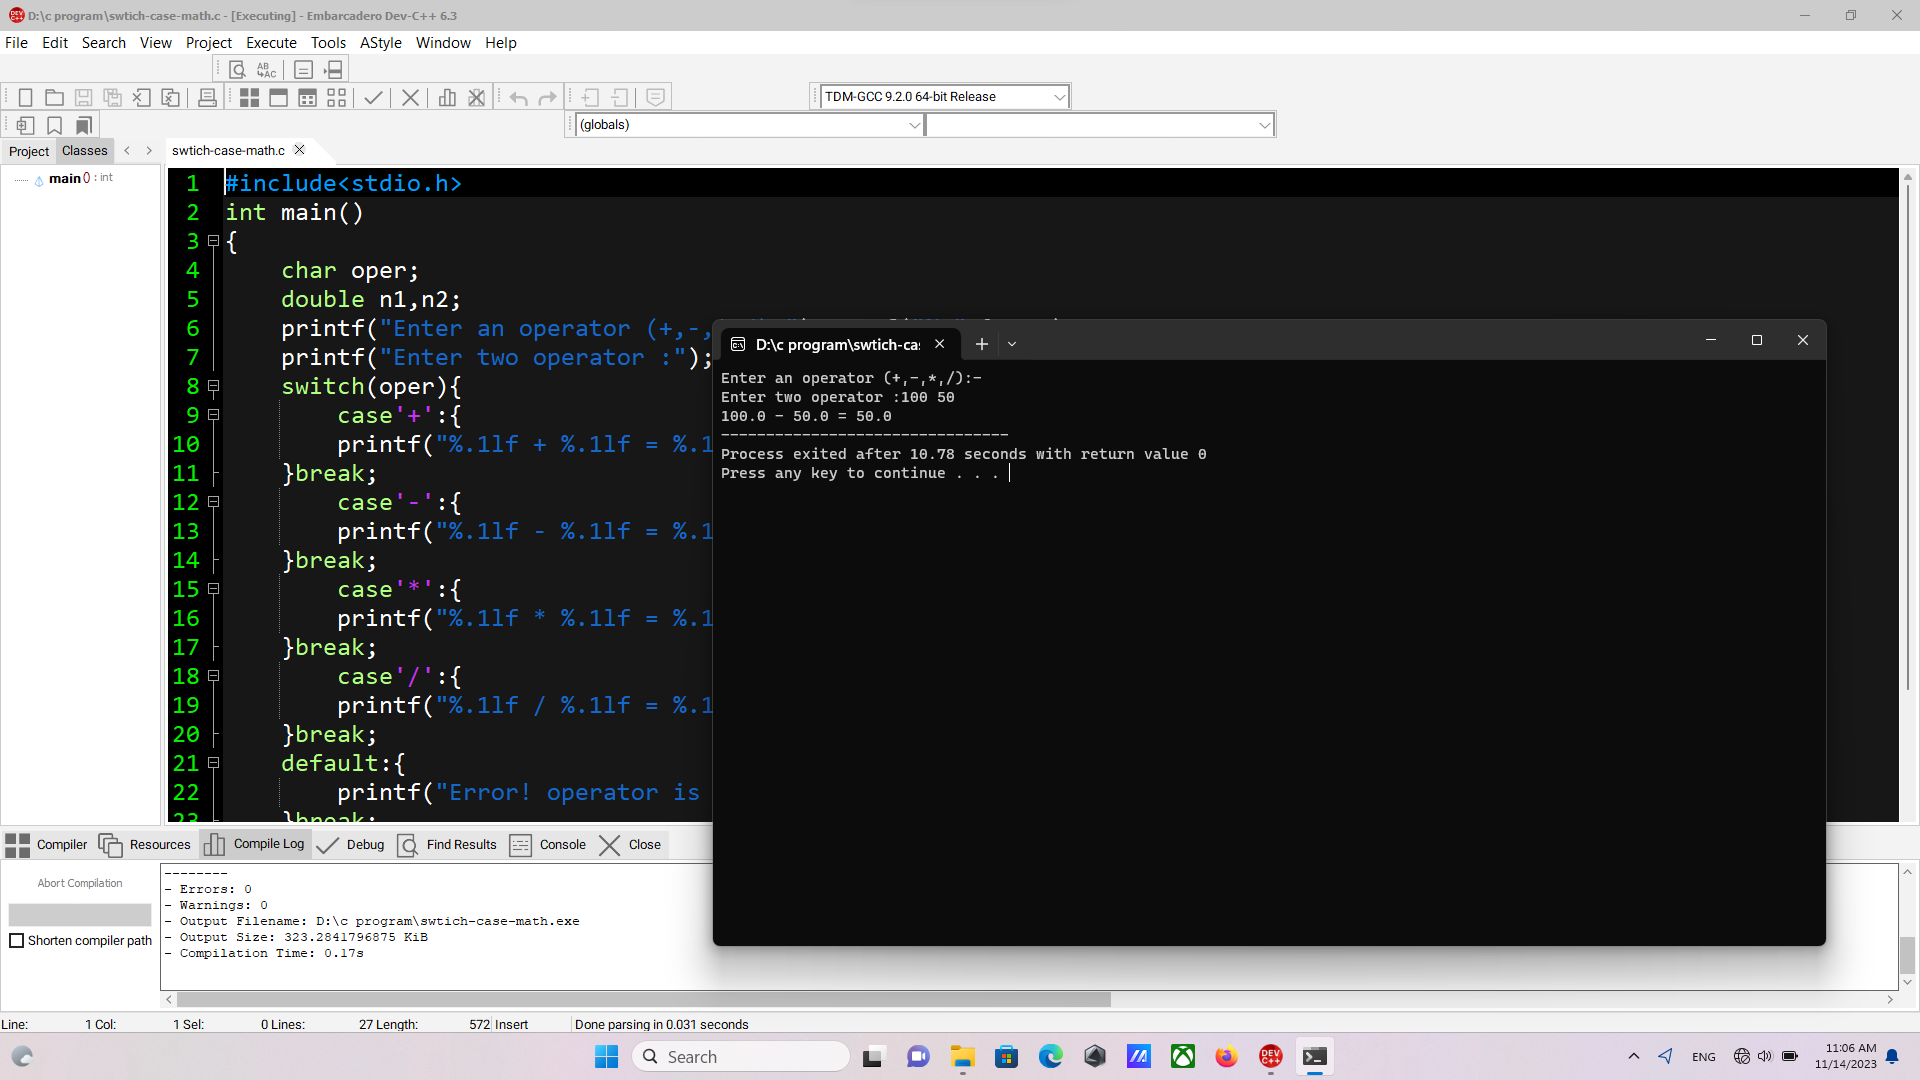 D:\c program\swtich-case-math.c - [Executing] - Embarcadero Dev-C++ 6.3
File Edit Search View Project Execute Tools AStyle Window Help
TDM-GCC 9.2.0 64-bit Release
(globals)
Project Classes
swtich-case-math.c
main () : int
1 #include<stdio.h>
2 int main()
3 {
4 char oper;
5 double n1,n2;
6 printf("Enter an operator (+,-,
7 printf("Enter two operator :");
8 switch(oper){
9 case'+':{
10 printf("%.1lf + %.1lf = %.1
11 }break;
12 case'-':{
13 printf("%.1lf - %.1lf = %.1
14 }break;
15 case'*':{
16 printf("%.1lf * %.1lf = %.1
17 }break;
18 case'/':{
19 printf("%.1lf / %.1lf = %.1
20 }break;
21 default:{
22 printf("Error! operator is
23 }break;
D:\c program\swtich-ca:
Enter an operator (+,-,*,/):-
Enter two operator :100 50
100.0 - 50.0 = 50.0
--------------------------------
Process exited after 10.78 seconds with return value 0
Press any key to continue . . .
Compiler Resources Compile Log Debug Find Results Console Close
Abort Compilation
Shorten compiler path
--------
- Errors: 0
- Warnings: 0
- Output Filename: D:\c program\swtich-case-math.exe
- Output Size: 323.2841796875 KiB
- Compilation Time: 0.17s
Line: 1 Col: 1 Sel: 0 Lines: 27 Length: 572 Insert Done parsing in 0.031 seconds
Search
ENG
11:06 AM
11/14/2023